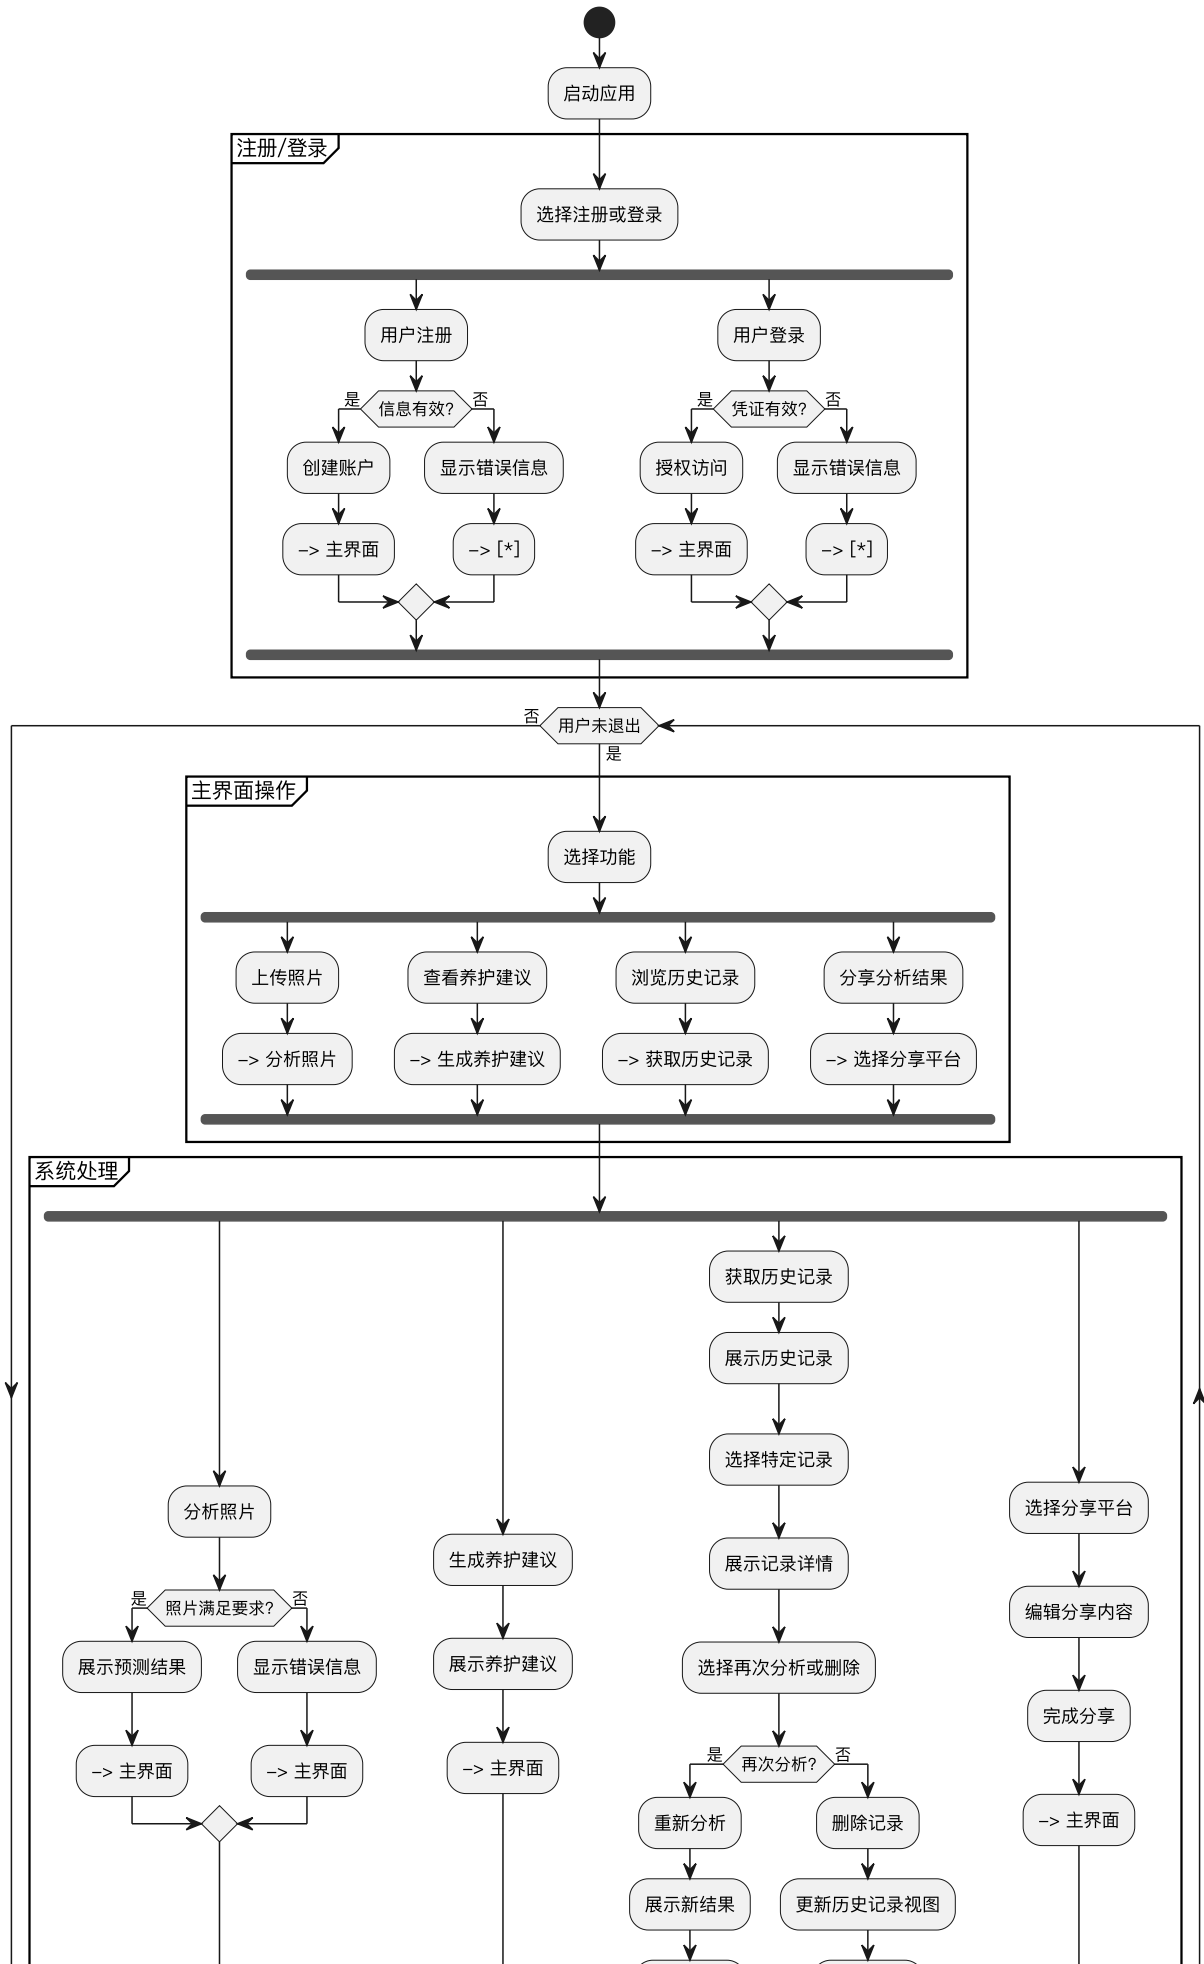 启动应用
注册/登录
选择注册或登录
用户注册
用户登录
是
信息有效?
否
是
凭证有效?
否
创建账户
显示错误信息
授权访问
显示错误信息
–> 主界面
–> [*]
–> 主界面
–> [*]
否
用户未退出
是
主界面操作
选择功能
上传照片
查看养护建议
浏览历史记录
分享分析结果
–> 分析照片
–> 生成养护建议
–> 获取历史记录
–> 选择分享平台
系统处理
获取历史记录
展示历史记录
选择特定记录
分析照片
选择分享平台
生成养护建议
展示记录详情
是
照片满足要求?
否
编辑分享内容
展示预测结果
显示错误信息
展示养护建议
选择再次分析或删除
完成分享
–> 主界面
–> 主界面
–> 主界面
是
再次分析?
否
重新分析
删除记录
–> 主界面
展示新结果
更新历史记录视图